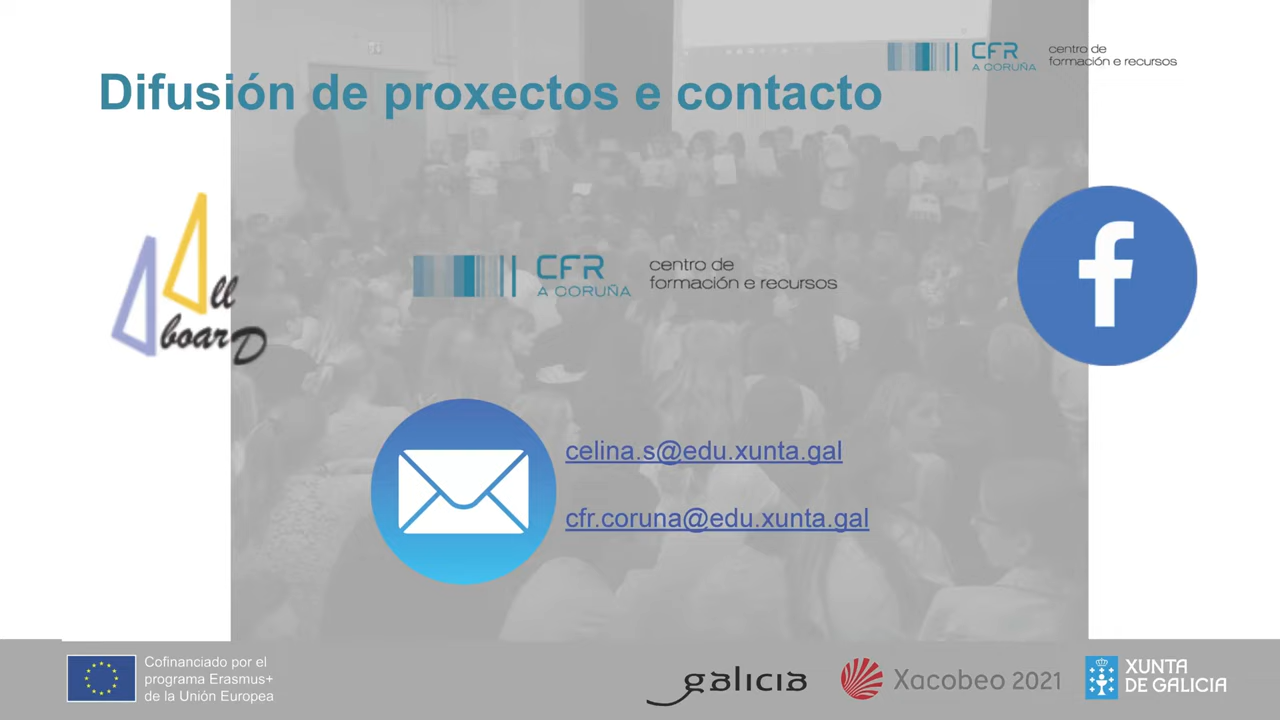 CFR
A CORUÑA
centro de
formación e recursos
Difusión de proxectos e contacto
All
boarD
CFR
A CORUÑA
centro de
formación e recursos
celina.s@edu.xunta.gal
cfr.coruna@edu.xunta.gal
Cofinanciado por el
programa Erasmus+
de la Unión Europea
galicia
Xacobeo 2021
XUNTA
DE GALICIA